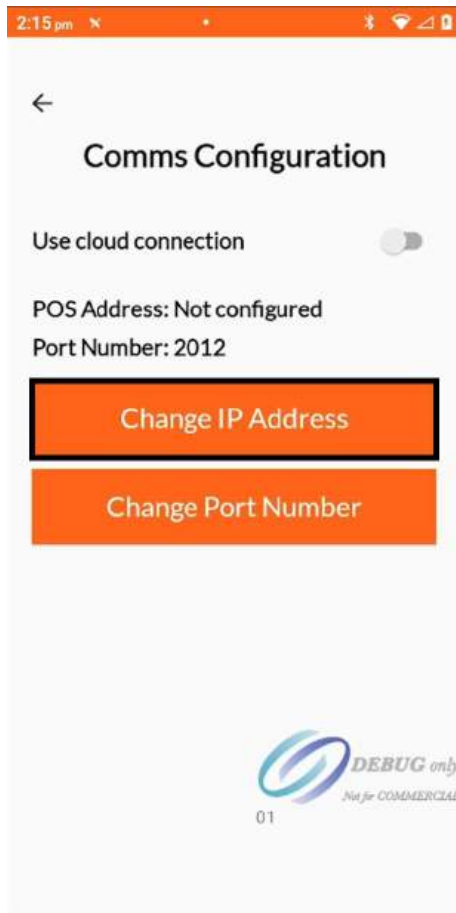 2:15 pm
Comms Configuration
Use cloud connection
POS Address: Not configured
Port Number: 2012
Change IP Address
Change Port Number
DEBUG only
Not for COMMERCIAL
01